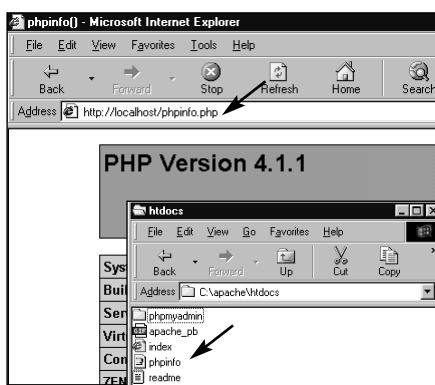 phpinfo() - Microsoft Internet Explorer
File Edit View Favorites Tools Help
Back Forward Stop Refresh Home Search
Address http://localhost/phpinfo.php
PHP Version 4.1.1
htdocs
File Edit View Go Favorites Help
Back Forward Up Cut Copy
Address C:\apache\htdocs
phpmyadmin
apache_pb
index
phpinfo
readme
Sys
Buil
Ser
Virt
Con
ZEN